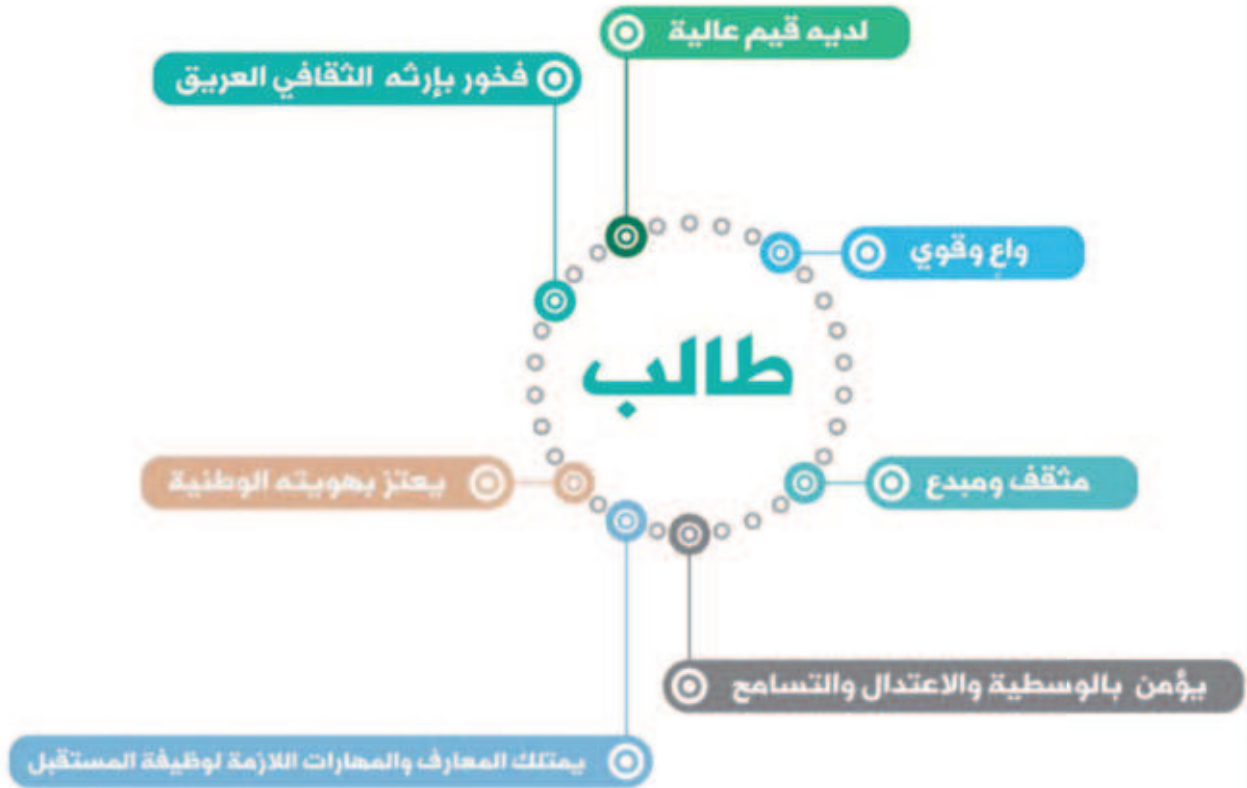 لديه قيم عالية
فخور بإرثه الثقافي العريق
واعٍ وقوي
طالب
مثقف ومبدع
يعتز بهويته الوطنية
يؤمن بالوسطية والاعتدال والتسامح
يمتلك المعارف والمهارات اللازمة لوظيفة المستقبل